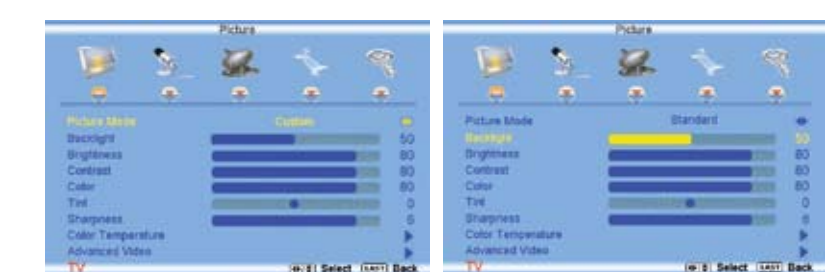 Picture
Picture Mode Custom
Backlight 50
Brightness 80
Contrast 80
Color 80
Tint 0
Sharpness 6
Color Temperature
Advanced Video
TV Select LAST Back
Picture
Picture Mode Standard
Backlight 50
Brightness 80
Contrast 80
Color 80
Tint 0
Sharpness 6
Color Temperature
Advanced Video
TV Select LAST Back